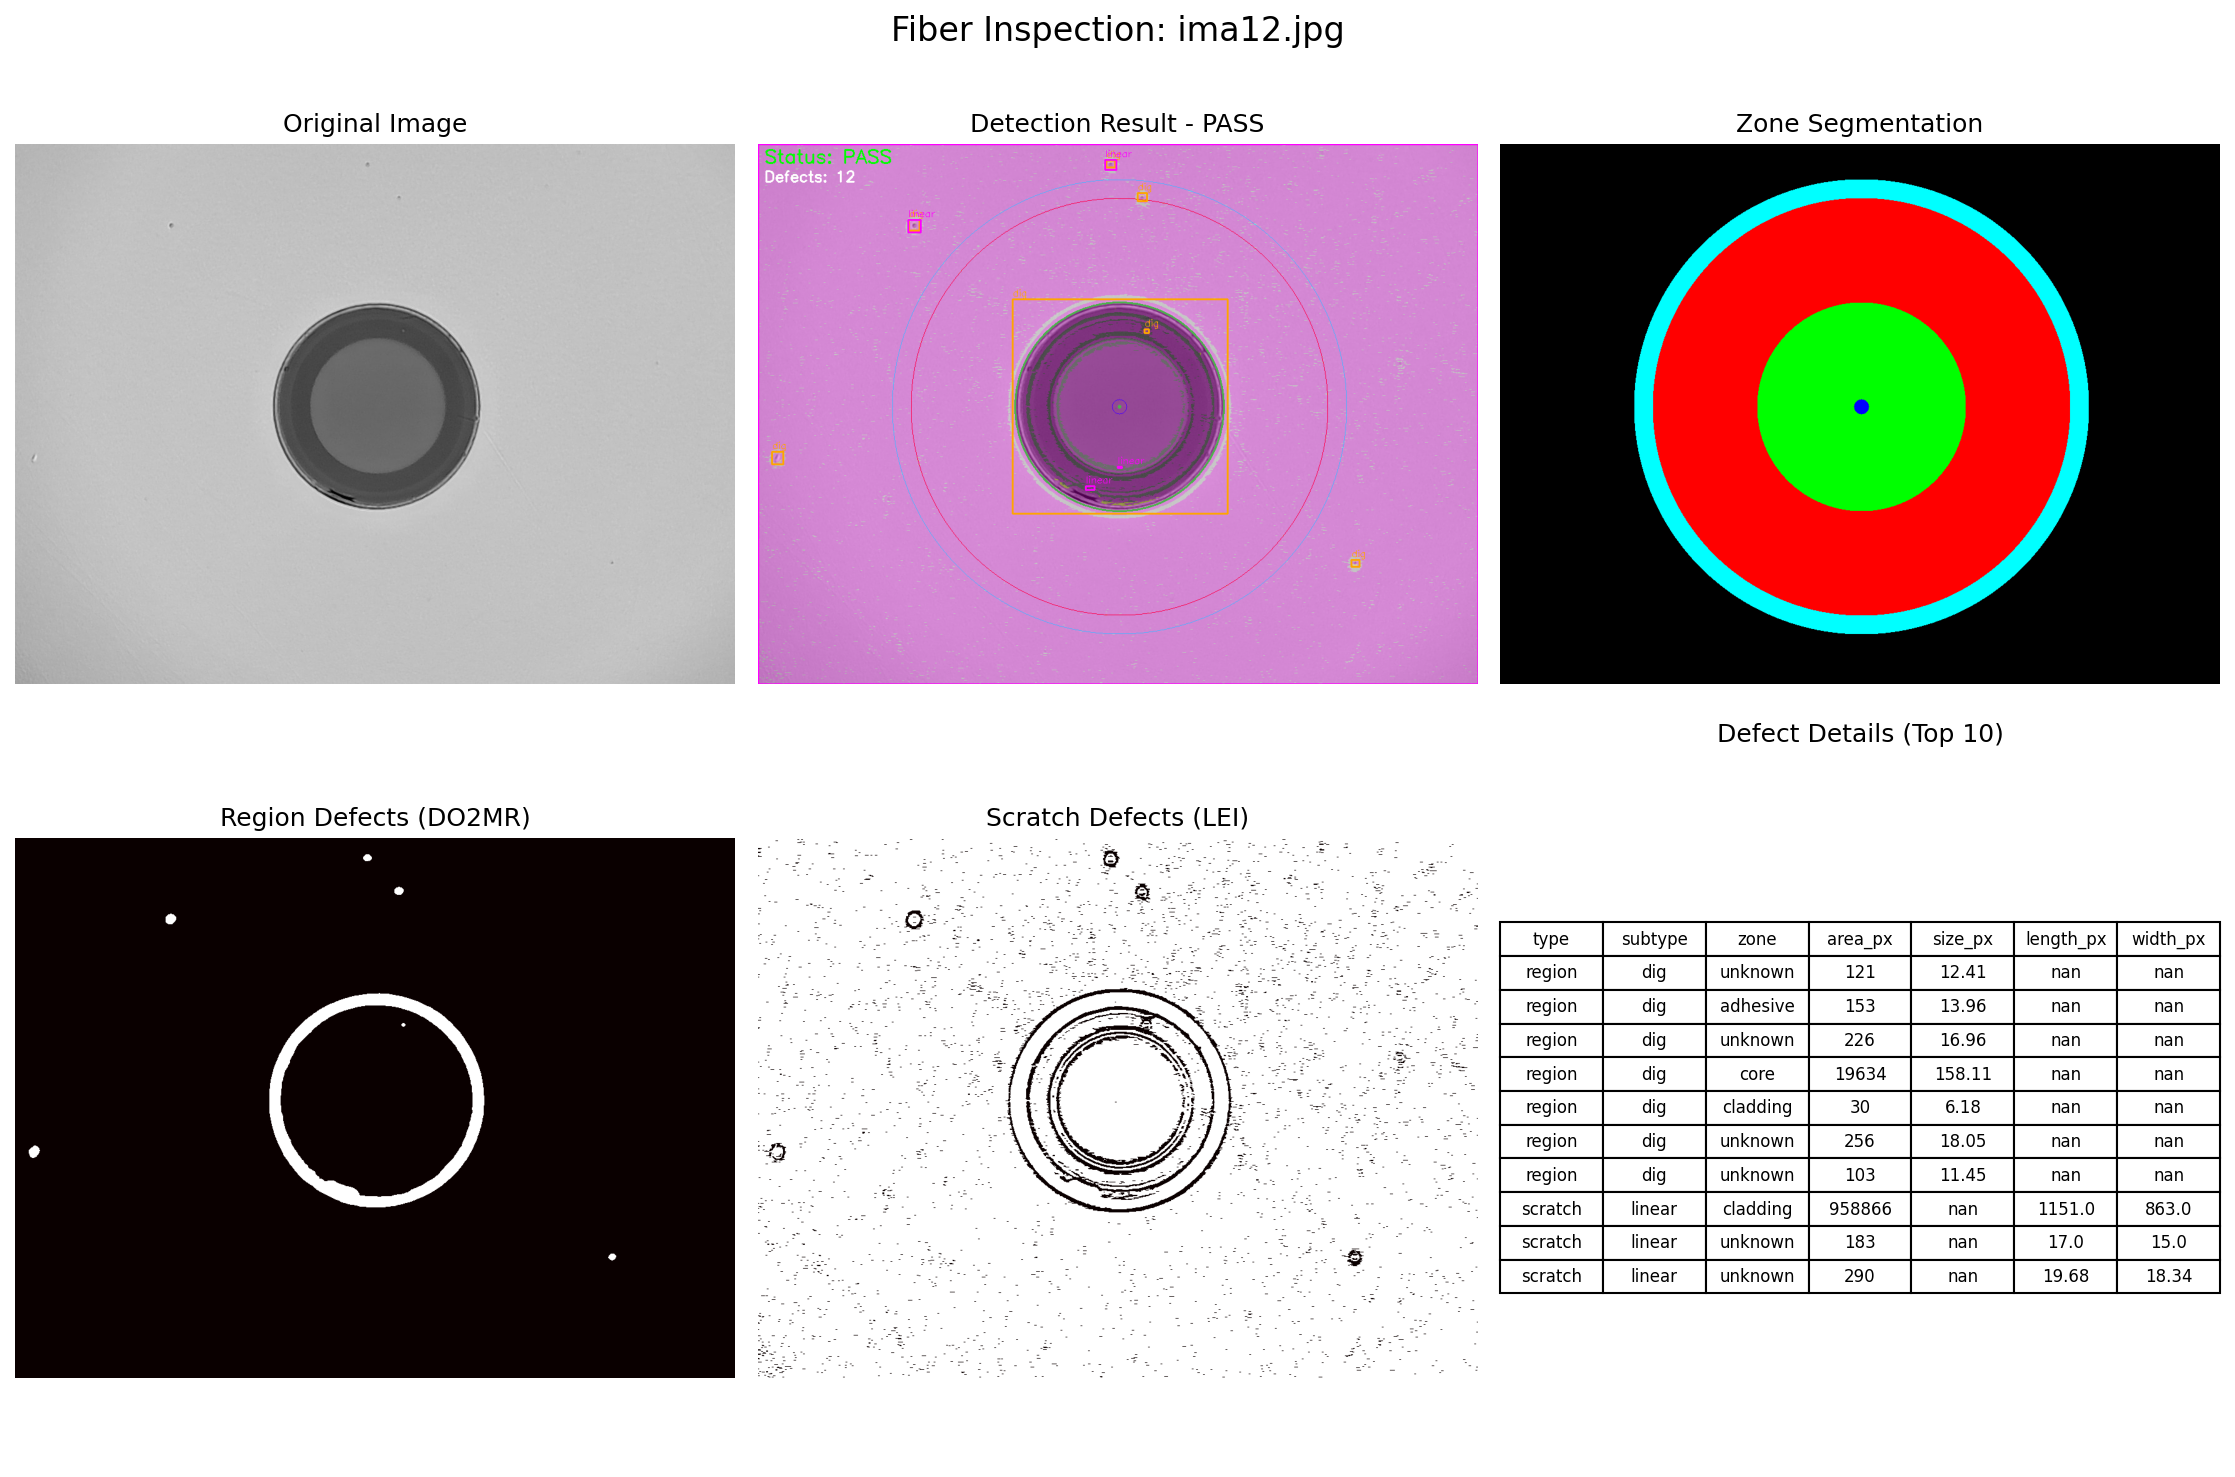 Fiber Inspection: ima12.jpg
Original Image
Detection Result - PASS
Zone Segmentation
Status: PASS
Defects: 12
linear
linear
dig
linear
dig
Defect Details (Top 10)
Region Defects (DO2MR)
Scratch Defects (LEI)
type subtype zone area_px size_px length_px width_px
region dig unknown 121 12.41 nan nan
region dig adhesive 153 13.96 nan nan
region dig unknown 226 16.96 nan nan
region dig core 19634 158.11 nan nan
region dig cladding 30 6.18 nan nan
region dig unknown 256 18.05 nan nan
region dig unknown 103 11.45 nan nan
scratch linear cladding 958866 nan 1151.0 863.0
scratch linear unknown 183 nan 17.0 15.0
scratch linear unknown 290 nan 19.68 18.34